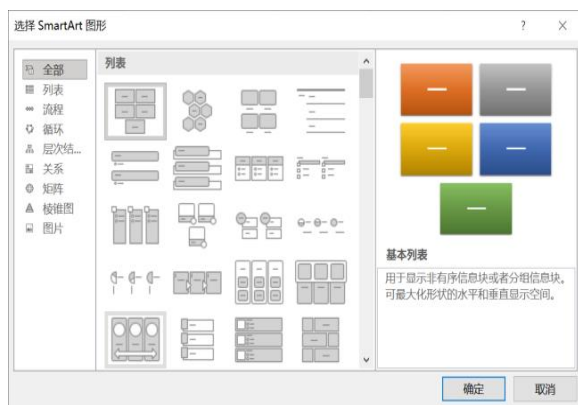 选择 SmartArt 图形
? ×
全部
列表
流程
循环
层次结...
关系
矩阵
棱锥图
图片
列表
基本列表
用于显示非有序信息块或者分组信息块。
可最大化形状的水平和垂直显示空间。
确定
取消